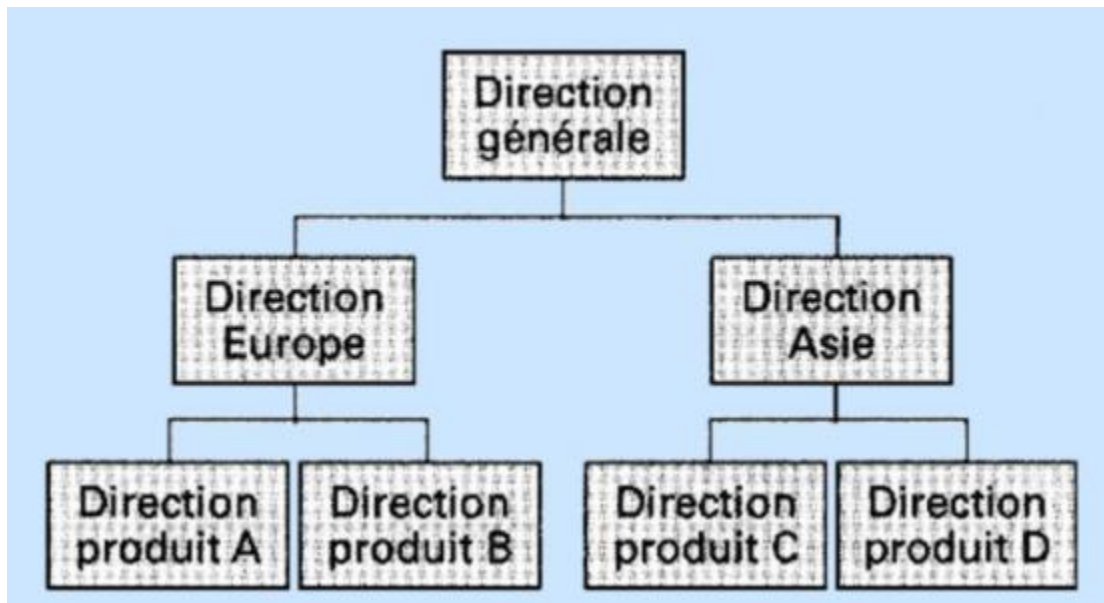 Direction
générale
Direction
Europe
Direction
Asie
Direction
produit A
Direction
produit B
Direction
produit C
Direction
produit D